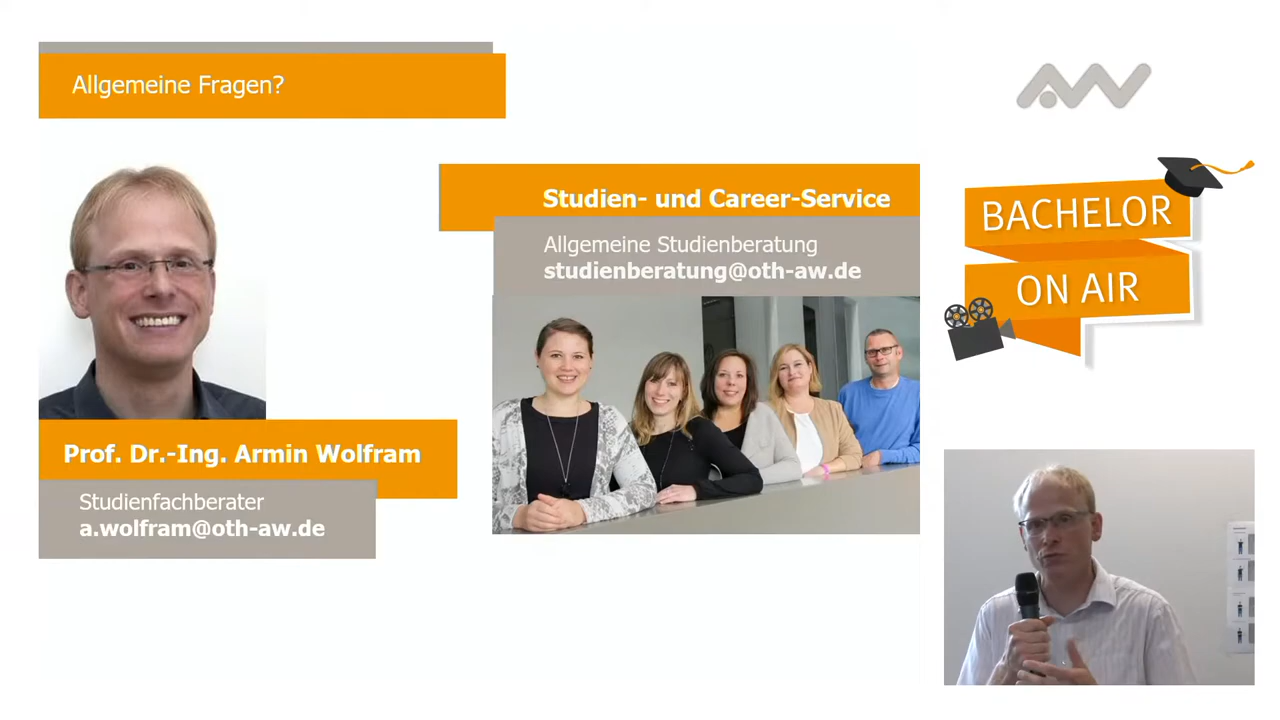 Allgemeine Fragen?
Prof. Dr.-Ing. Armin Wolfram
Studienfachberater
a.wolfram@oth-aw.de
Studien- und Career-Service
Allgemeine Studienberatung
studienberatung@oth-aw.de
AW
BACHELOR
ON AIR